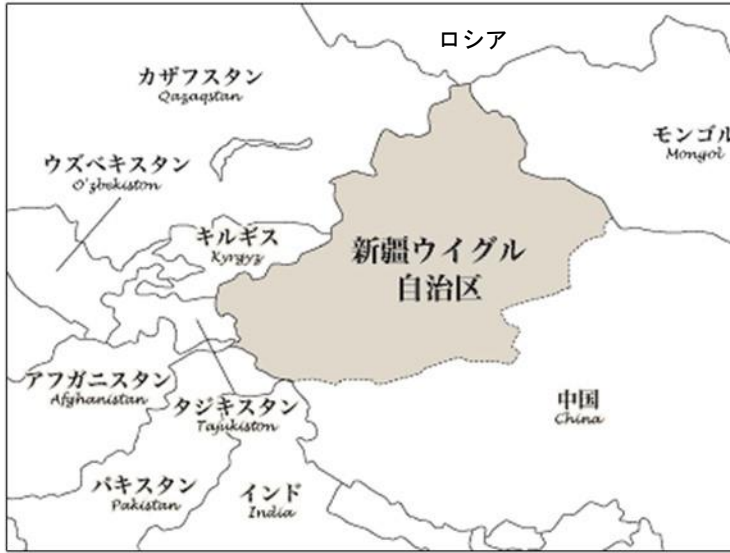 ロシア
カザフスタン
Qazaqstan
モンゴル
Mongol
ウズベキスタン
O'zbekiston
キルギス
Kyrgyz
新疆ウイグル
自治区
アフガニスタン
Afghanistan
タジキスタン
Tajukiston
中国
China
パキスタン
Pakistan
インド
India